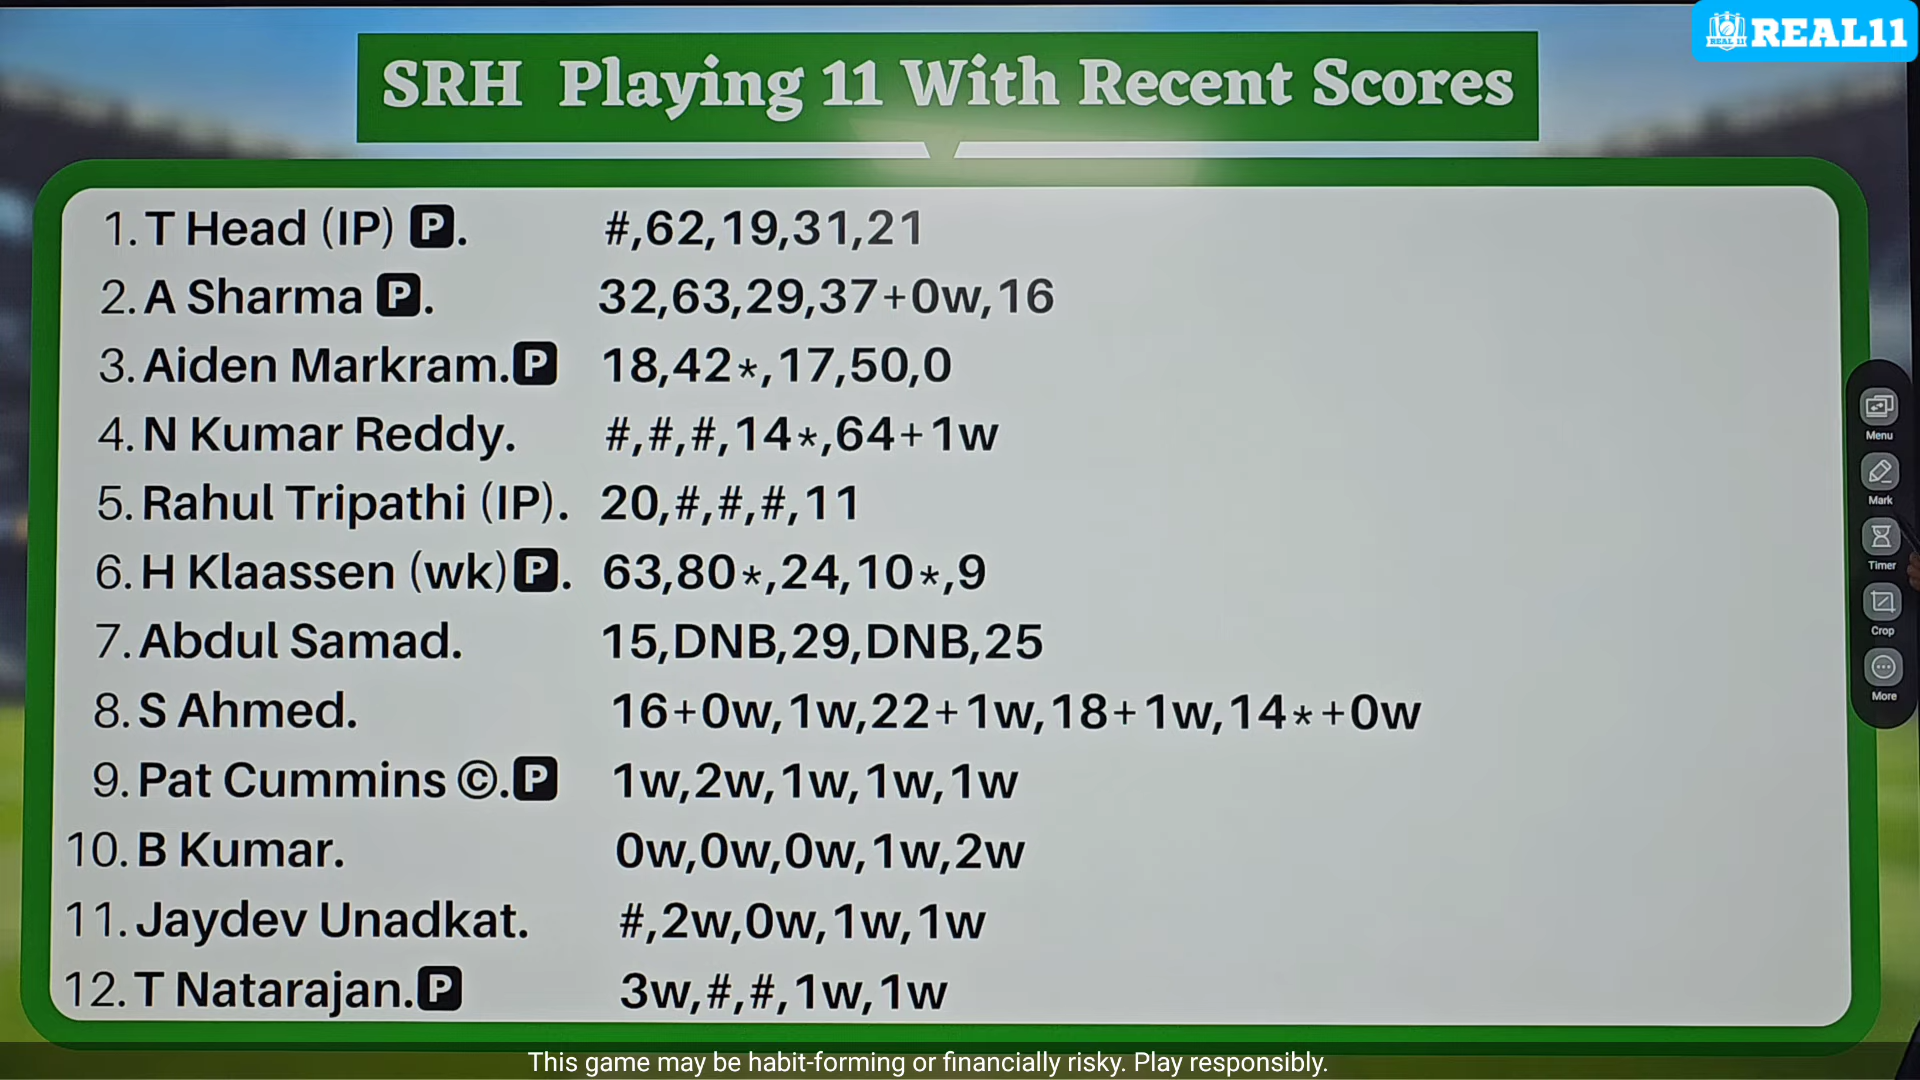 REAL 11 REAL11
SRH Playing 11 With Recent Scores
1. T Head (IP) P. #,62,19,31,21
2. A Sharma P. 32,63,29,37+0w,16
3. Aiden Markram. P 18,42*,17,50,0
4. N Kumar Reddy. #,#,#,14*,64+1w
5. Rahul Tripathi (IP). 20,#,#,#,11
6. H Klaassen (wk) P. 63,80*,24,10*,9
7. Abdul Samad. 15,DNB,29,DNB,25
8. S Ahmed. 16+0w,1w,22+1w,18+1w,14*+0w
9. Pat Cummins ©. P 1w,2w,1w,1w,1w
10. B Kumar. 0w,0w,0w,1w,2w
11. Jaydev Unadkat. #,2w,0w,1w,1w
12. T Natarajan. P 3w,#,#,1w,1w
Menu
Mark
Timer
Crop
More
This game may be habit-forming or financially risky. Play responsibly.